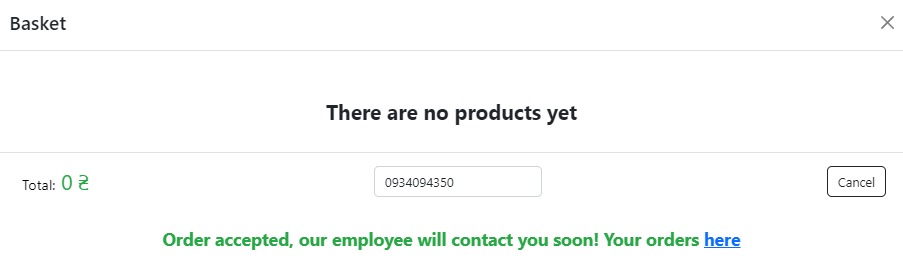 Basket
There are no products yet
Total: 0 ₴
0934094350
Cancel
Order accepted, our employee will contact you soon! Your orders here